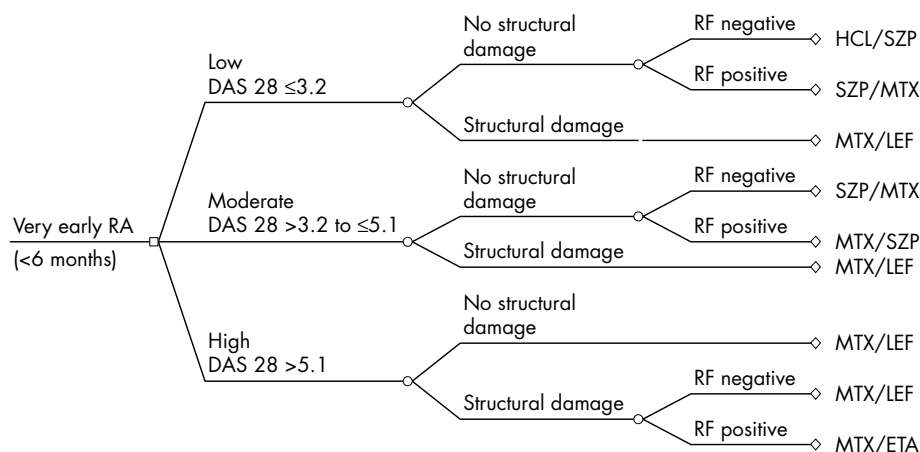 Very early RA
(<6 months)
Low
DAS 28 ≤3.2
No structural
damage
RF negative
HCL/SZP
RF positive
SZP/MTX
Structural damage
MTX/LEF
Moderate
DAS 28 >3.2 to ≤5.1
No structural
damage
RF negative
SZP/MTX
RF positive
MTX/SZP
Structural damage
MTX/LEF
High
DAS 28 >5.1
No structural
damage
MTX/LEF
Structural damage
RF negative
MTX/LEF
RF positive
MTX/ETA